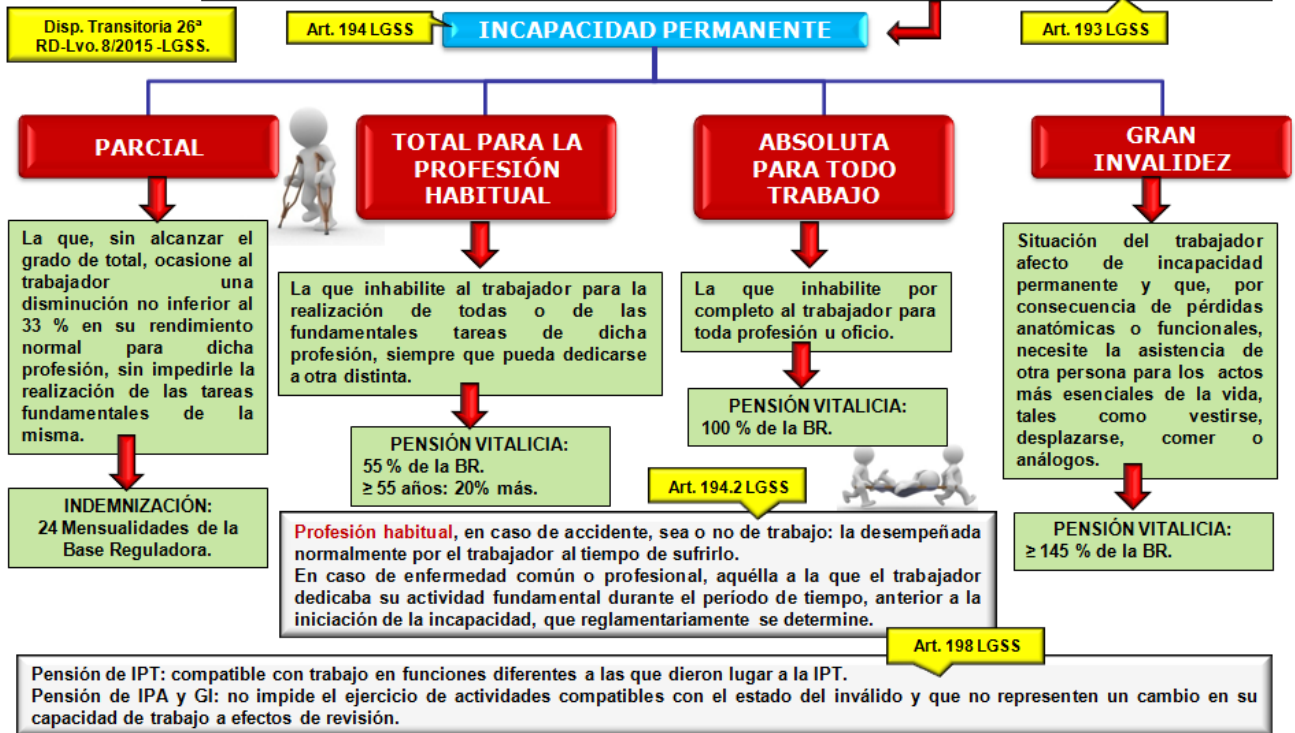 Disp. Transitoria 26ª
RD-Lvo. 8/2015 -LGSS.
Art. 194 LGSS
INCAPACIDAD PERMANENTE
Art. 193 LGSS
PARCIAL
La que, sin alcanzar el
grado de total, ocasione al
trabajador una
disminución no inferior al
33 % en su rendimiento
normal para dicha
profesión, sin impedirle la
realización de las tareas
fundamentales de la
misma.
INDEMNIZACIÓN:
24 Mensualidades de la
Base Reguladora.
TOTAL PARA LA
PROFESIÓN
HABITUAL
La que inhabilite al trabajador para la
realización de todas o de las
fundamentales tareas de dicha
profesión, siempre que pueda dedicarse
a otra distinta.
PENSIÓN VITALICIA:
55 % de la BR.
≥ 55 años: 20% más.
ABSOLUTA
PARA TODO
TRABAJO
La que inhabilite por
completo al trabajador para
toda profesión u oficio.
PENSIÓN VITALICIA:
100 % de la BR.
GRAN
INVALIDEZ
Situación del trabajador
afecto de incapacidad
permanente y que, por
consecuencia de pérdidas
anatómicas o funcionales,
necesite la asistencia de
otra persona para los actos
más esenciales de la vida,
tales como vestirse,
desplazarse, comer o
análogos.
PENSIÓN VITALICIA:
≥ 145 % de la BR.
Art. 194.2 LGSS
Profesión habitual, en caso de accidente, sea o no de trabajo: la desempeñada
normalmente por el trabajador al tiempo de sufrirlo.
En caso de enfermedad común o profesional, aquélla a la que el trabajador
dedicaba su actividad fundamental durante el período de tiempo, anterior a la
iniciación de la incapacidad, que reglamentariamente se determine.
Art. 198 LGSS
Pensión de IPT: compatible con trabajo en funciones diferentes a las que dieron lugar a la IPT.
Pensión de IPA y GI: no impide el ejercicio de actividades compatibles con el estado del inválido y que no representen un cambio en su
capacidad de trabajo a efectos de revisión.